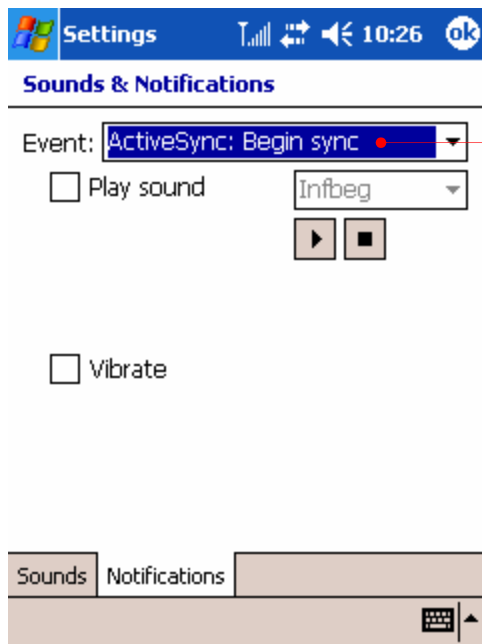 Settings 10:26 ok
Sounds & Notifications
Event: ActiveSync: Begin sync
Play sound Infbeg
Vibrate
Sounds Notifications